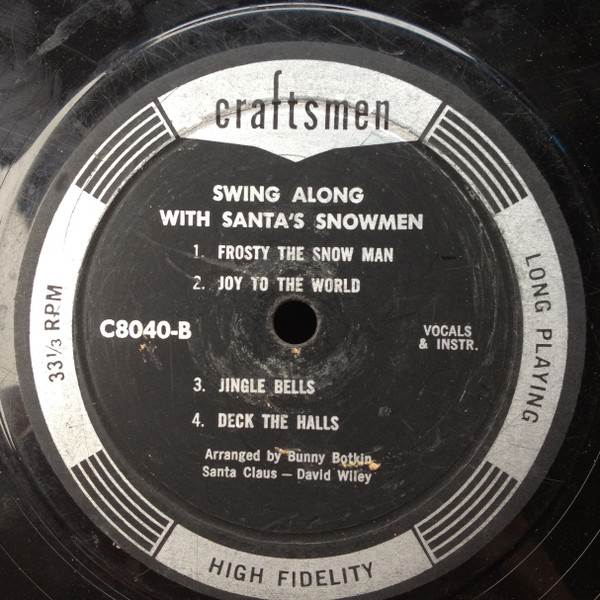 craftsmen
SWING ALONG
WITH SANTA'S SNOWMEN
1. FROSTY THE SNOW MAN
2. JOY TO THE WORLD
C8040-B
VOCALS
& INSTR.
33⅓ RPM
LONG PLAYING
3. JINGLE BELLS
4. DECK THE HALLS
Arranged by Bunny Botkin
Santa Claus — David Wiley
HIGH FIDELITY